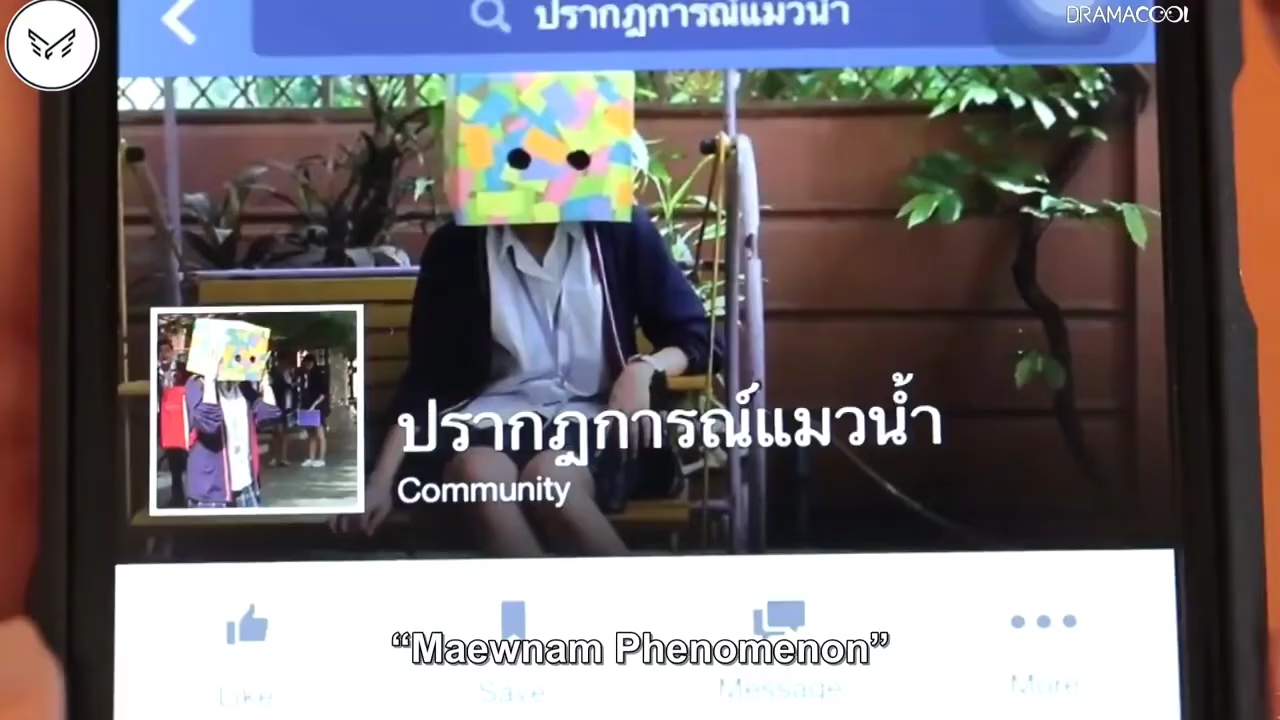 ปรากฏการณ์แมวน้ำ
DRAMACOOL
ปรากฏการณ์แมวน้ำ
Community
“Maewnam Phenomenon”
Like
Save
Message
More